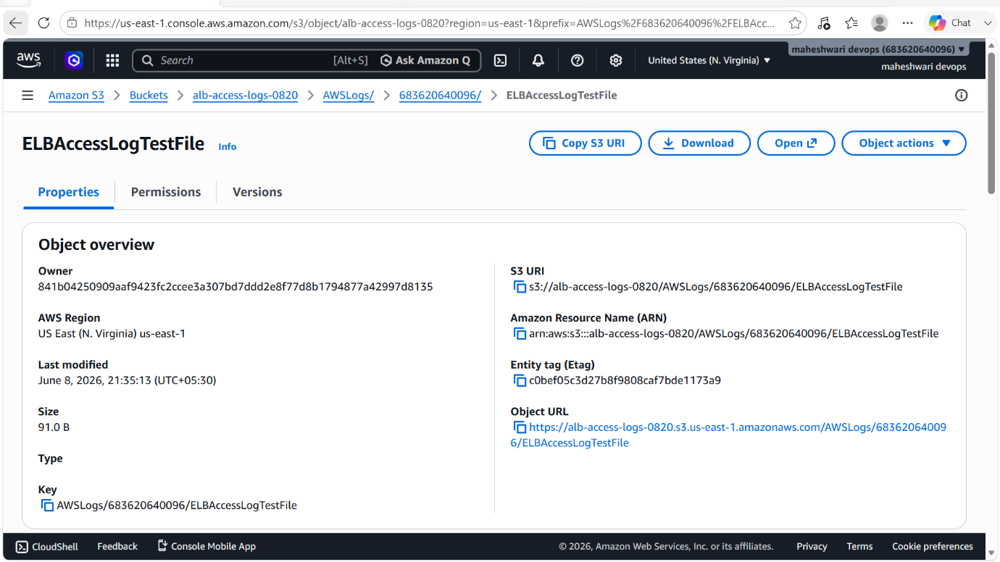 https://us-east-1.console.aws.amazon.com/s3/object/alb-access-logs-0820?region=us-east-1&prefix=AWSLogs%2F683620640096%2FELBAcc...
Chat
aws
Search
[Alt+S]
Ask Amazon Q
United States (N. Virginia)
maheshwari devops (683620640096)
maheshwari devops
Amazon S3 > Buckets > alb-access-logs-0820 > AWSLogs/ > 683620640096/ > ELBAccessLogTestFile
ELBAccessLogTestFile Info
Copy S3 URI
Download
Open
Object actions
Properties
Permissions
Versions
Object overview
Owner
841b04250909aaf9423fc2ccee3a307bd7ddd2e8f77d8b1794877a42997d8135
AWS Region
US East (N. Virginia) us-east-1
Last modified
June 8, 2026, 21:35:13 (UTC+05:30)
Size
91.0 B
Type
Key
AWSLogs/683620640096/ELBAccessLogTestFile
S3 URI
s3://alb-access-logs-0820/AWSLogs/683620640096/ELBAccessLogTestFile
Amazon Resource Name (ARN)
arn:aws:s3:::alb-access-logs-0820/AWSLogs/683620640096/ELBAccessLogTestFile
Entity tag (Etag)
c0bef05c3d27b8f9808caf7bde1173a9
Object URL
https://alb-access-logs-0820.s3.us-east-1.amazonaws.com/AWSLogs/68362064009
6/ELBAccessLogTestFile
CloudShell
Feedback
Console Mobile App
© 2026, Amazon Web Services, Inc. or its affiliates.
Privacy
Terms
Cookie preferences